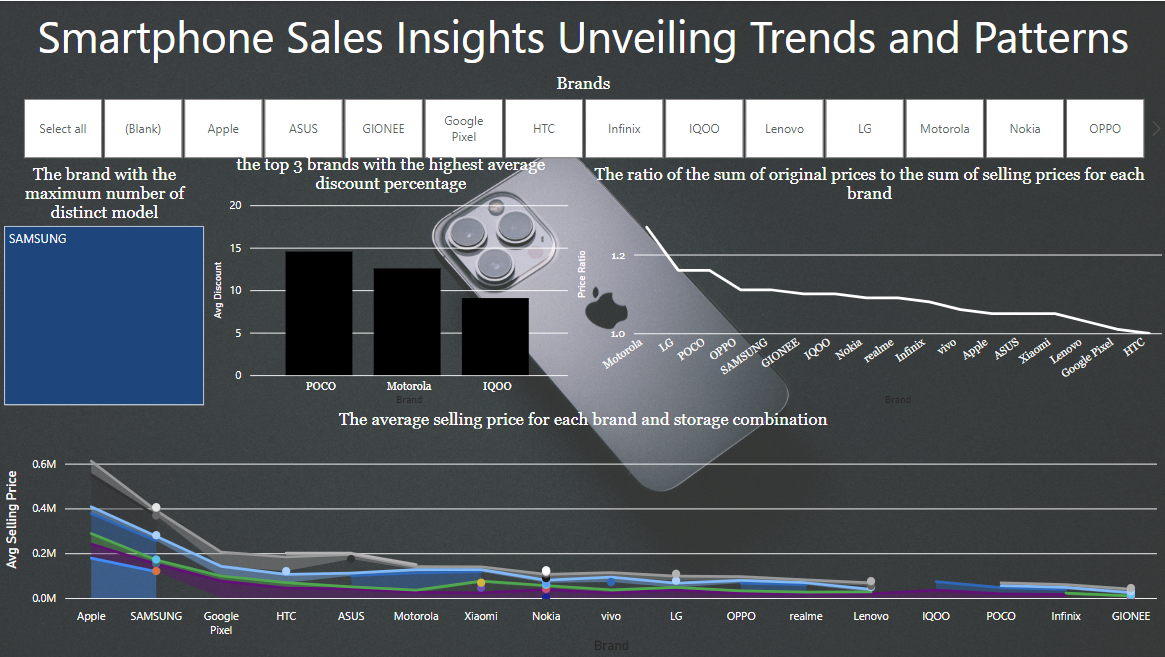 Smartphone Sales Insights Unveiling Trends and Patterns
Brands
Select all
(Blank)
Apple
ASUS
GIONEE
Google
Pixel
HTC
Infinix
IQOO
Lenovo
LG
Motorola
Nokia
OPPO
The brand with the
maximum number of
distinct model
SAMSUNG
the top 3 brands with the highest average
discount percentage
Avg Discount
20
15
10
5
0
POCO
Motorola
IQOO
Brand
The ratio of the sum of original prices to the sum of selling prices for each
brand
Price Ratio
1.2
1.0
Motorola
LG
POCO
OPPO
SAMSUNG
GIONEE
IQOO
Nokia
realme
Infinix
vivo
Apple
ASUS
Xiaomi
Lenovo
Google Pixel
HTC
Brand
The average selling price for each brand and storage combination
Avg Selling Price
0.6M
0.4M
0.2M
0.0M
Apple
SAMSUNG
Google
Pixel
HTC
ASUS
Motorola
Xiaomi
Nokia
vivo
LG
OPPO
realme
Lenovo
IQOO
POCO
Infinix
GIONEE
Brand